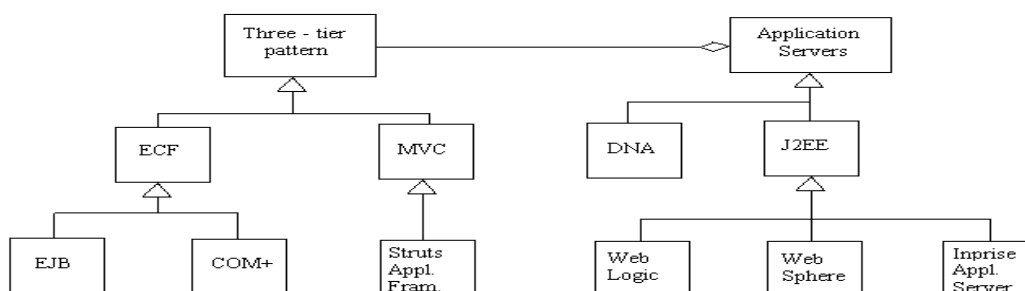 Three - tier
pattern
Application
Servers
ECF
MVC
DNA
J2EE
EJB
COM+
Struts
Appl.
Fram.
Web
Logic
Web
Sphere
Inprise
Appl.
Server